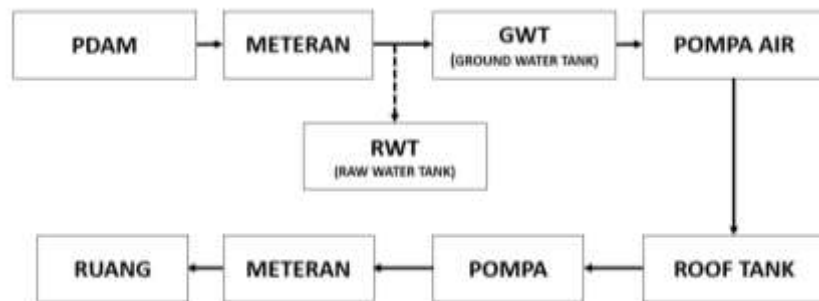 PDAM
METERAN
GWT
(GROUND WATER TANK)
POMPA AIR
RWT
(RAW WATER TANK)
RUANG
METERAN
POMPA
ROOF TANK